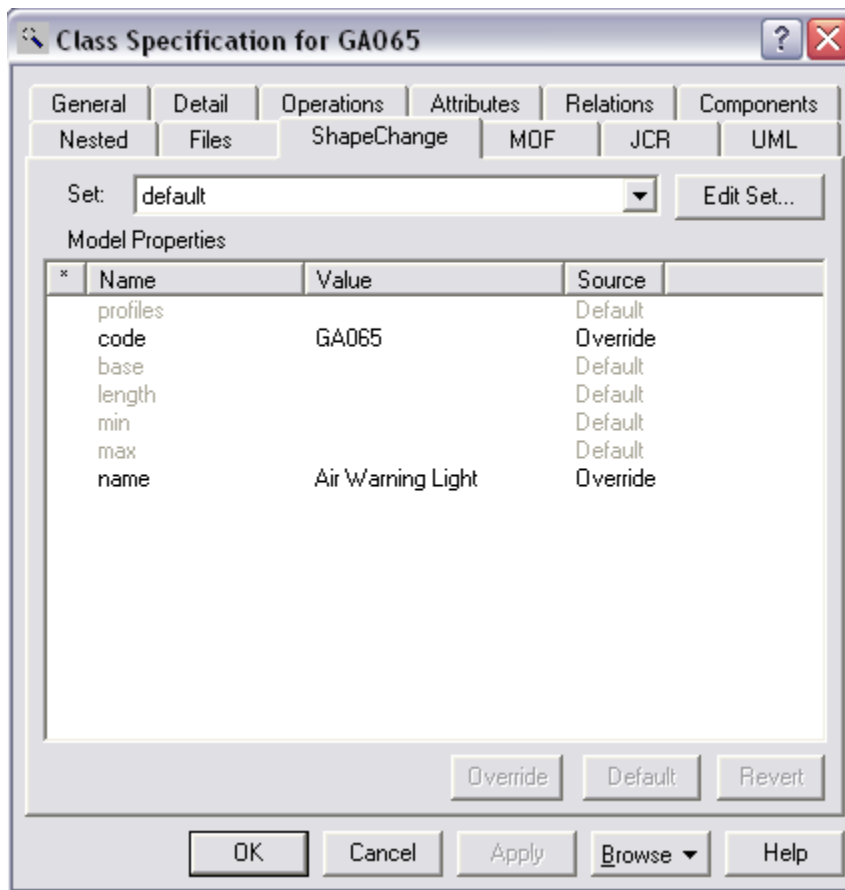 Class Specification for GA065
General Detail Operations Attributes Relations Components
Nested Files ShapeChange MOF JCR UML
Set: default Edit Set...
Model Properties
* Name Value Source
profiles Default
code GA065 Override
base Default
length Default
min Default
max Default
name Air Warning Light Override
Override Default Revert
OK Cancel Apply Browse Help